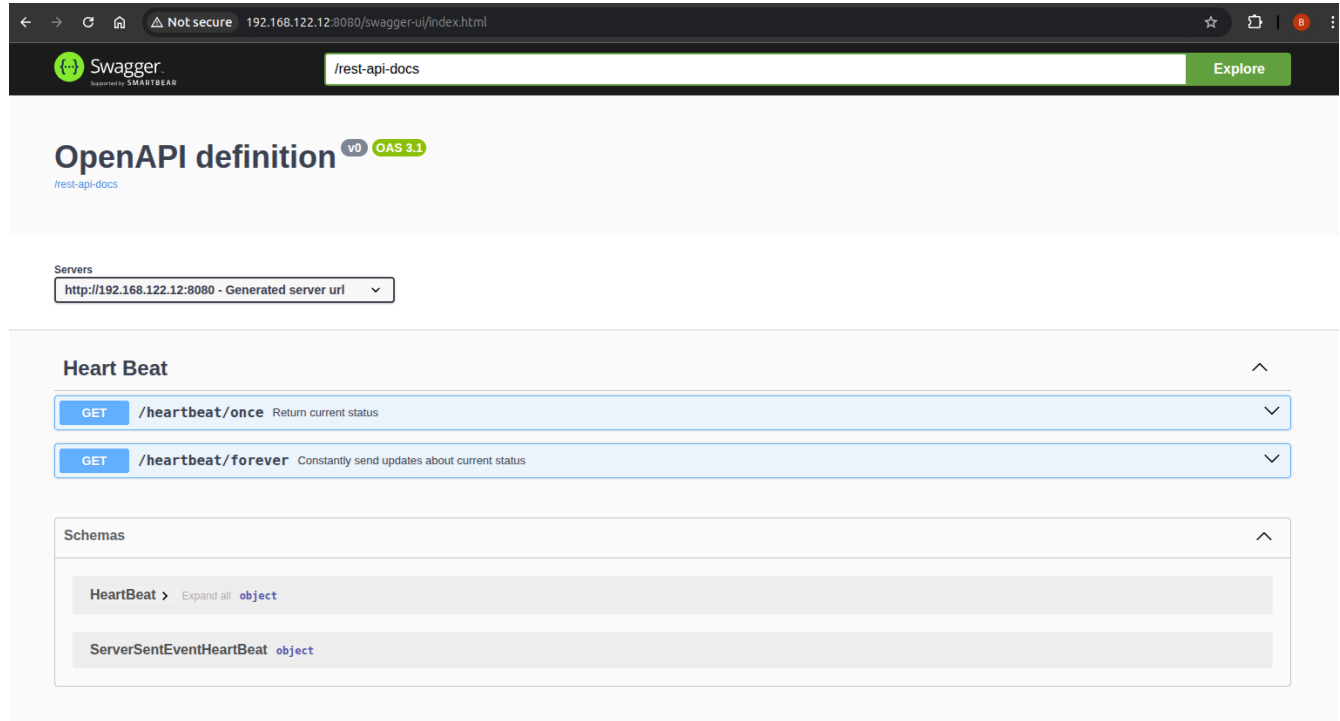 Not secure 192.168.122.12:8080/swagger-ui/index.html B
Swagger.
Supported by SMARTBEAR
/rest-api-docs
Explore
OpenAPI definition v0 OAS 3.1
/rest-api-docs
Servers
http://192.168.122.12:8080 - Generated server url
Heart Beat
GET /heartbeat/once Return current status
GET /heartbeat/forever Constantly send updates about current status
Schemas
HeartBeat Expand all object
ServerSentEventHeartBeat object